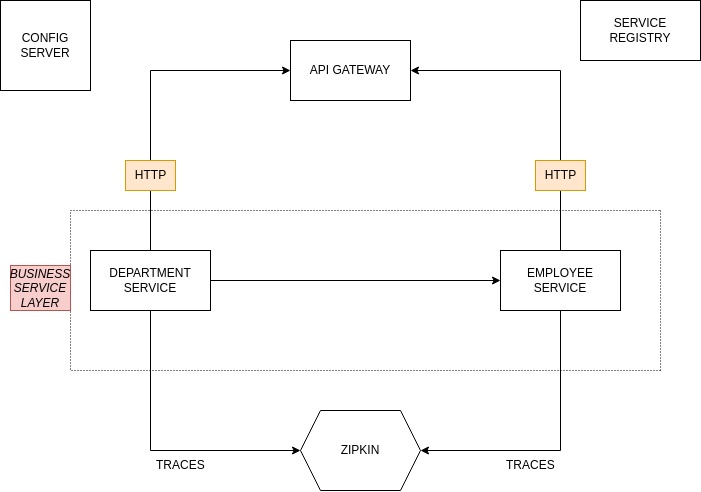 CONFIG
SERVER
SERVICE
REGISTRY
API GATEWAY
HTTP
HTTP
BUSINESS
SERVICE
LAYER
DEPARTMENT
SERVICE
EMPLOYEE
SERVICE
ZIPKIN
TRACES
TRACES